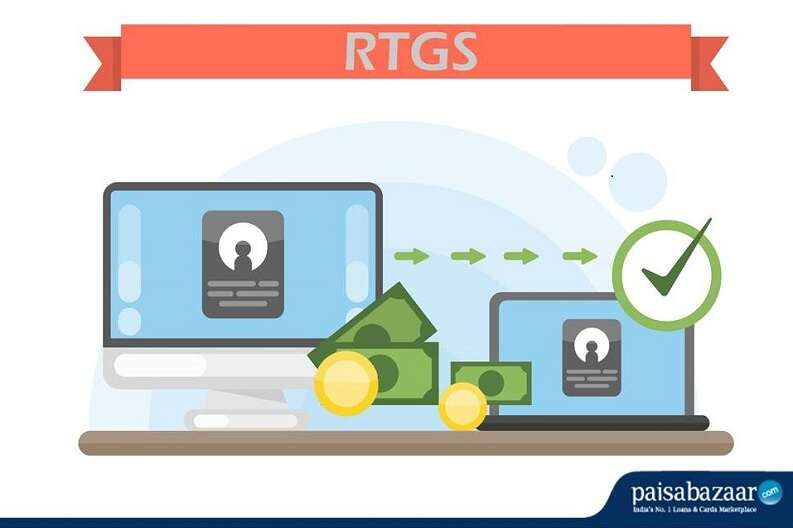 RTGS
paisabazaar.com
India's No. 1 Loans & Cards Marketplace